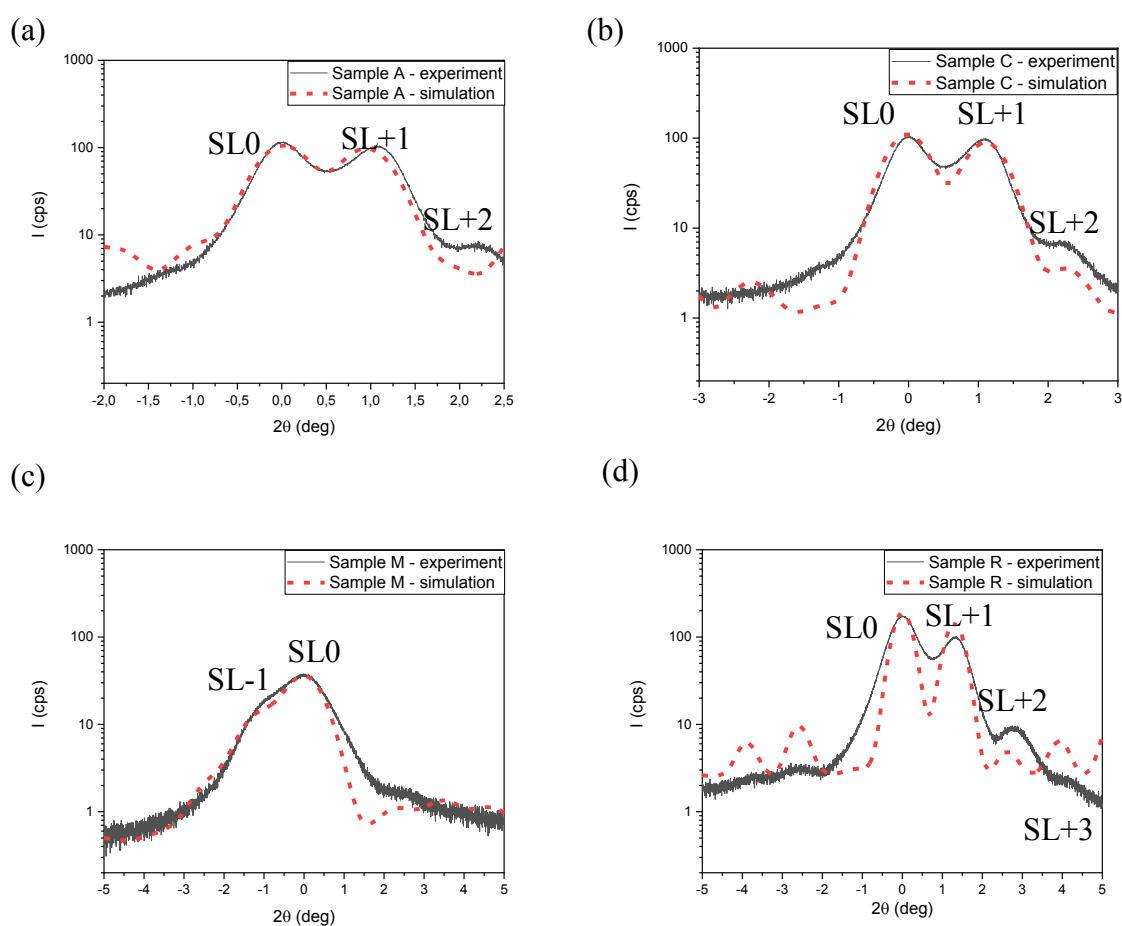 (a)
1000
100
10
1
I (cps)
Sample A - experiment
Sample A - simulation
SL0
SL+1
SL+2
-2,0 -1,5 -1,0 -0,5 0,0 0,5 1,0 1,5 2,0 2,5
2θ (deg)
(b)
1000
100
10
1
I (cps)
Sample C - experiment
Sample C - simulation
SL0
SL+1
SL+2
-3 -2 -1 0 1 2 3
2θ (deg)
(c)
1000
100
10
1
I (cps)
Sample M - experiment
Sample M - simulation
SL0
SL-1
-5 -4 -3 -2 -1 0 1 2 3 4 5
2θ (deg)
(d)
1000
100
10
1
I (cps)
Sample R - experiment
Sample R - simulation
SL0
SL+1
SL+2
SL+3
-5 -4 -3 -2 -1 0 1 2 3 4 5
2θ (deg)